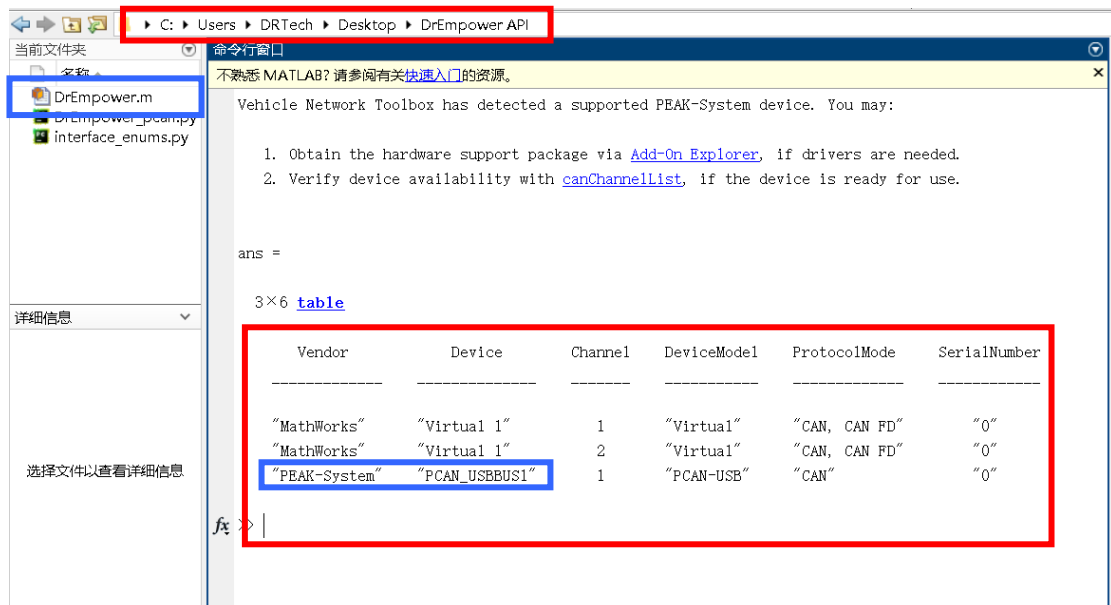 C: Users DRTech Desktop DrEmpower API
当前文件夹
名称
DrEmpower.m
DrEmpower_pcan.py
interface_enums.py
详细信息
选择文件以查看详细信息
命令行窗口
不熟悉 MATLAB? 请参阅有关快速入门的资源。
Vehicle Network Toolbox has detected a supported PEAK-System device. You may:
1. Obtain the hardware support package via Add-On Explorer, if drivers are needed.
2. Verify device availability with canChannelList, if the device is ready for use.
ans =
3×6 table
Vendor Device Channel DeviceModel ProtocolMode SerialNumber
"MathWorks" "Virtual 1" 1 "Virtual" "CAN, CAN FD" "0"
"MathWorks" "Virtual 1" 2 "Virtual" "CAN, CAN FD" "0"
"PEAK-System" "PCAN_USBBUS1" 1 "PCAN-USB" "CAN" "0"
fx >>